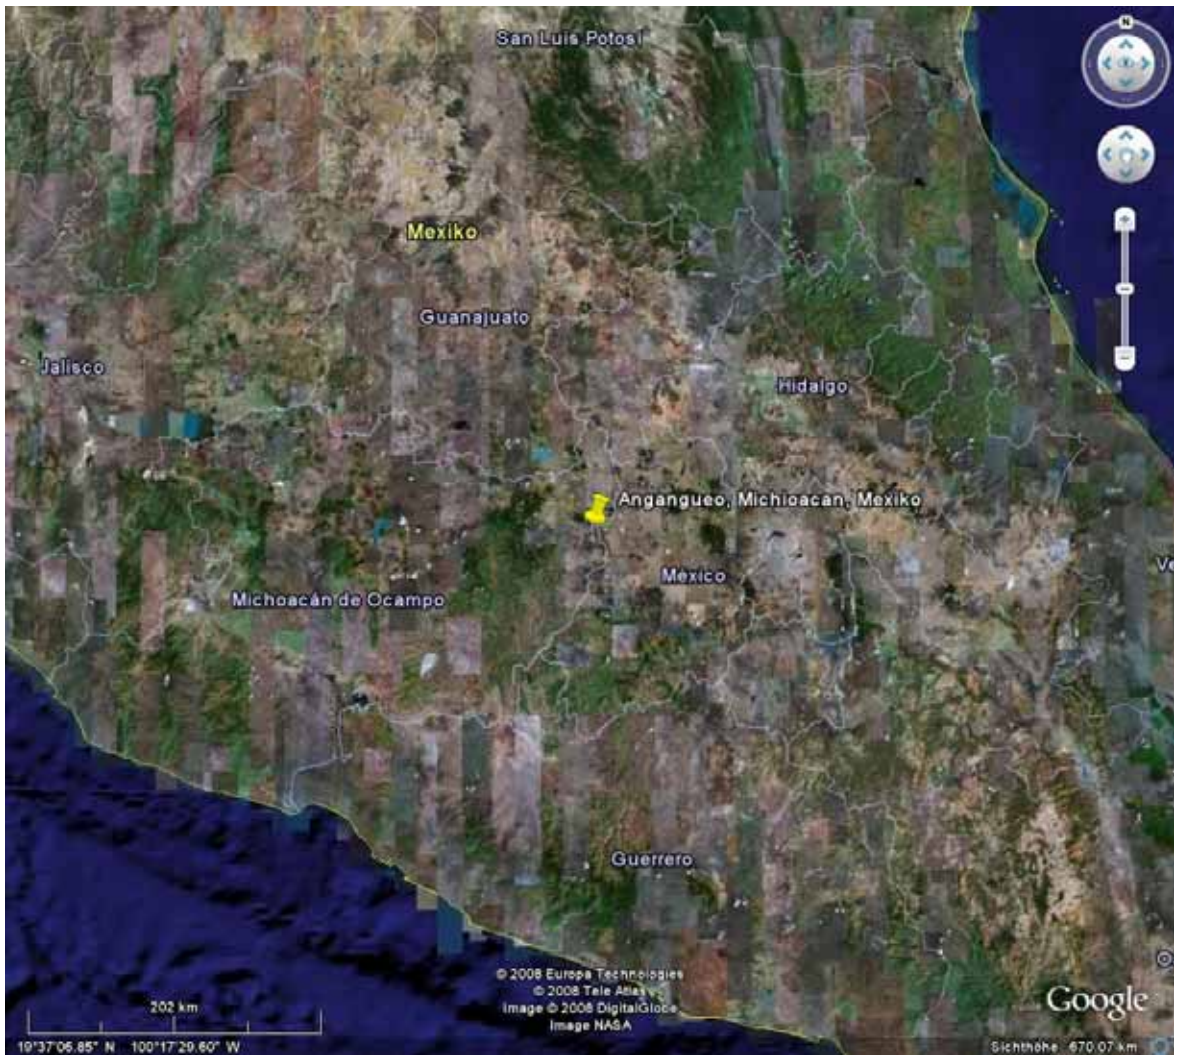 N
San Luis Potosí
Mexiko
Guanajuato
Jalisco
Hidalgo
Angangueo, Michioacan, Mexiko
México
Michoacán de Ocampo
Guerrero
© 2008 Europa Technologies
© 2008 Tele Atlas
Image © 2008 DigitalGlobe
Image NASA
Google
202 km
19°37'06.85" N 100°17'29.60" W
Sichthöhe 670.07 km